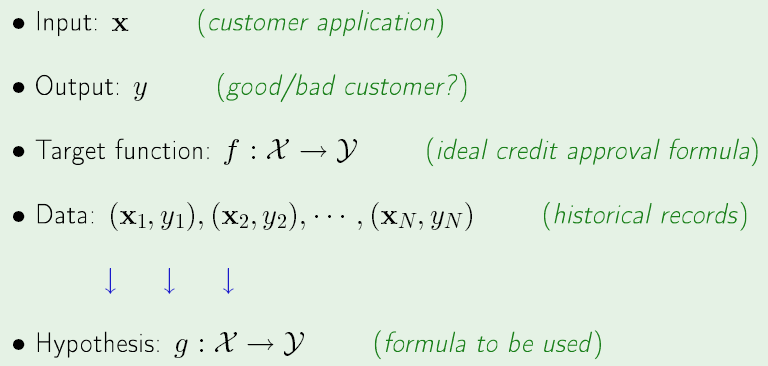 • Input: x (customer application)
• Output: y (good/bad customer?)
• Target function: f : 𝒳 → 𝒴 (ideal credit approval formula)
• Data: (x₁, y₁), (x₂, y₂), ⋯ , (x_N, y_N) (historical records)
↓ ↓ ↓
• Hypothesis: g : 𝒳 → 𝒴 (formula to be used)